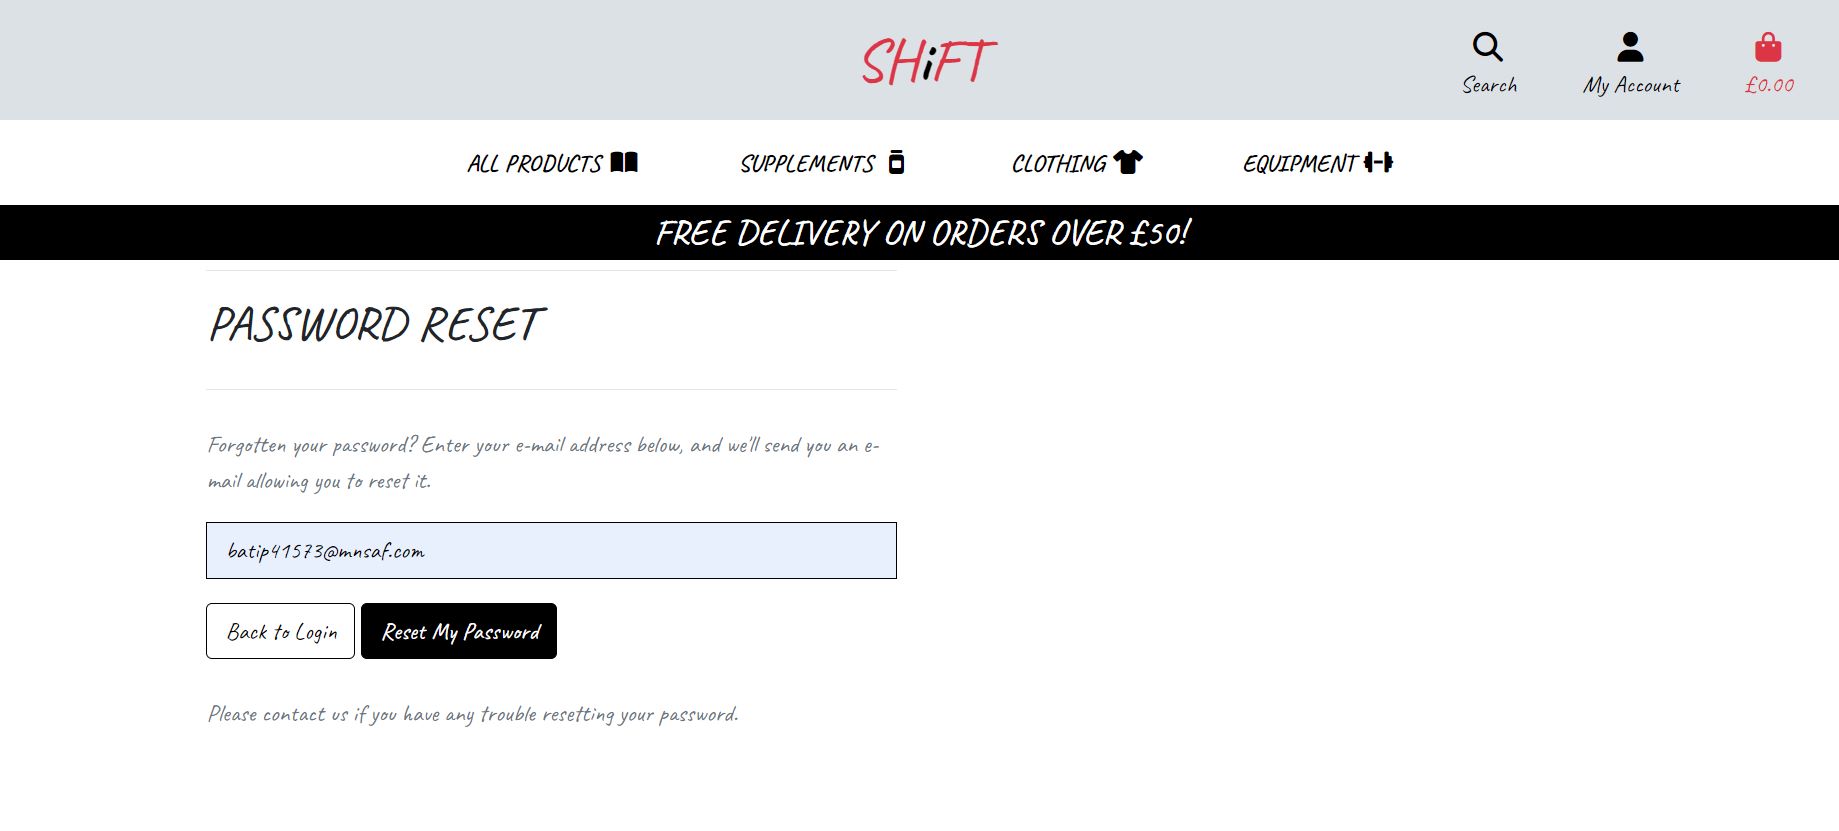 SHiFT
Search
My Account
£0.00
ALL PRODUCTS
SUPPLEMENTS
CLOTHING
EQUIPMENT
FREE DELIVERY ON ORDERS OVER £50!
PASSWORD RESET
Forgotten your password? Enter your e-mail address below, and we'll send you an e-
mail allowing you to reset it.
batip41573@mnsaf.com
Back to Login
Reset My Password
Please contact us if you have any trouble resetting your password.